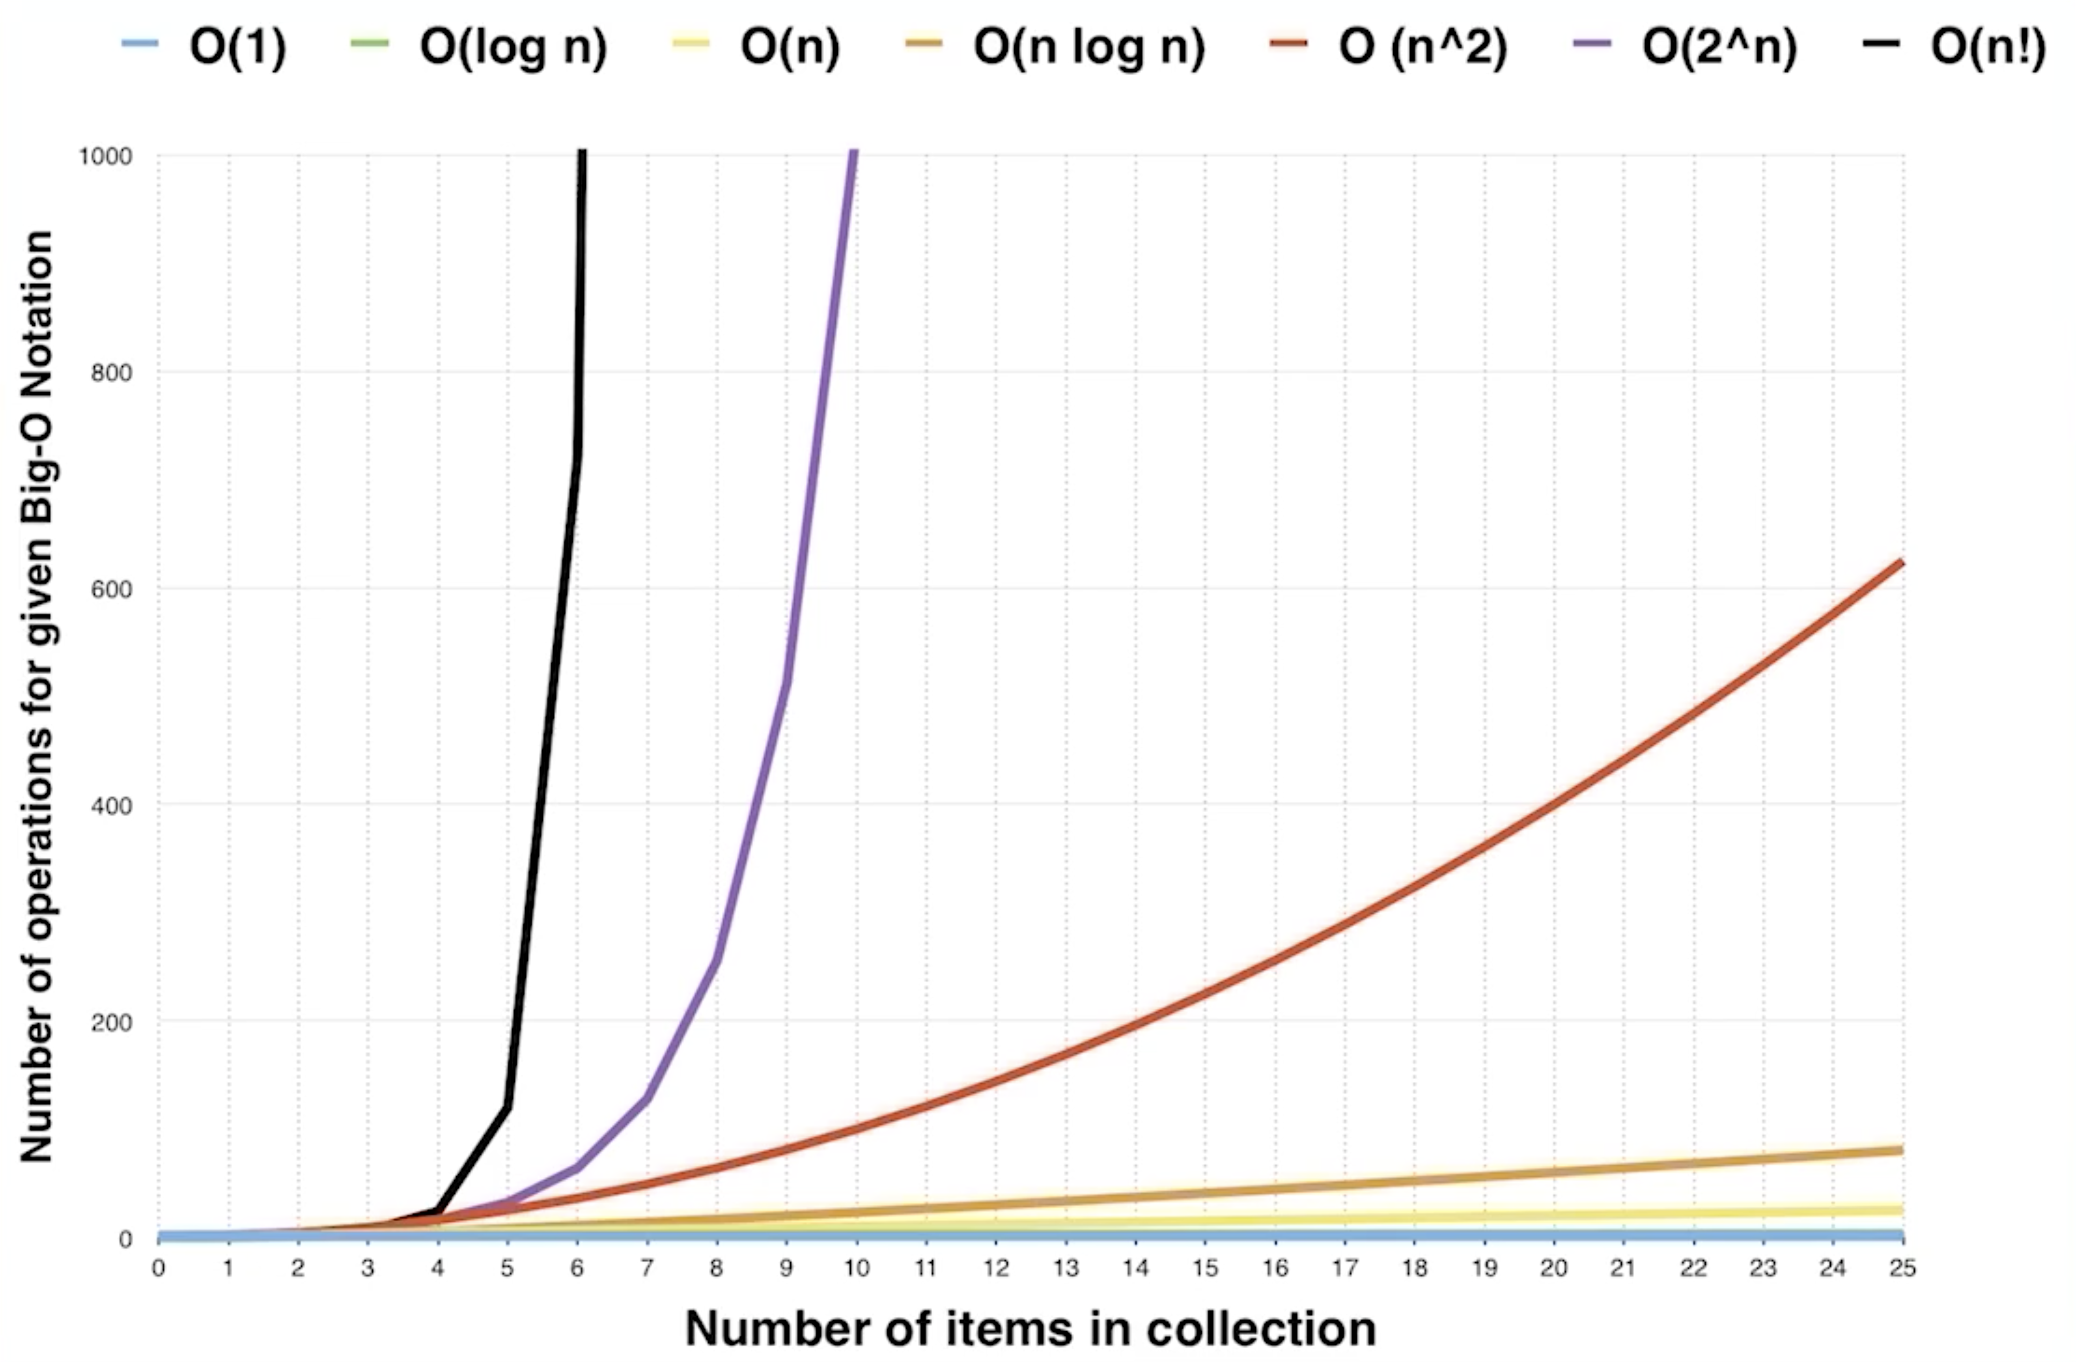 O(1) O(log n) O(n) O(n log n) O (n^2) O(2^n) O(n!)
Number of operations for given Big-O Notation
1000
800
600
400
200
0
0 1 2 3 4 5 6 7 8 9 10 11 12 13 14 15 16 17 18 19 20 21 22 23 24 25
Number of items in collection